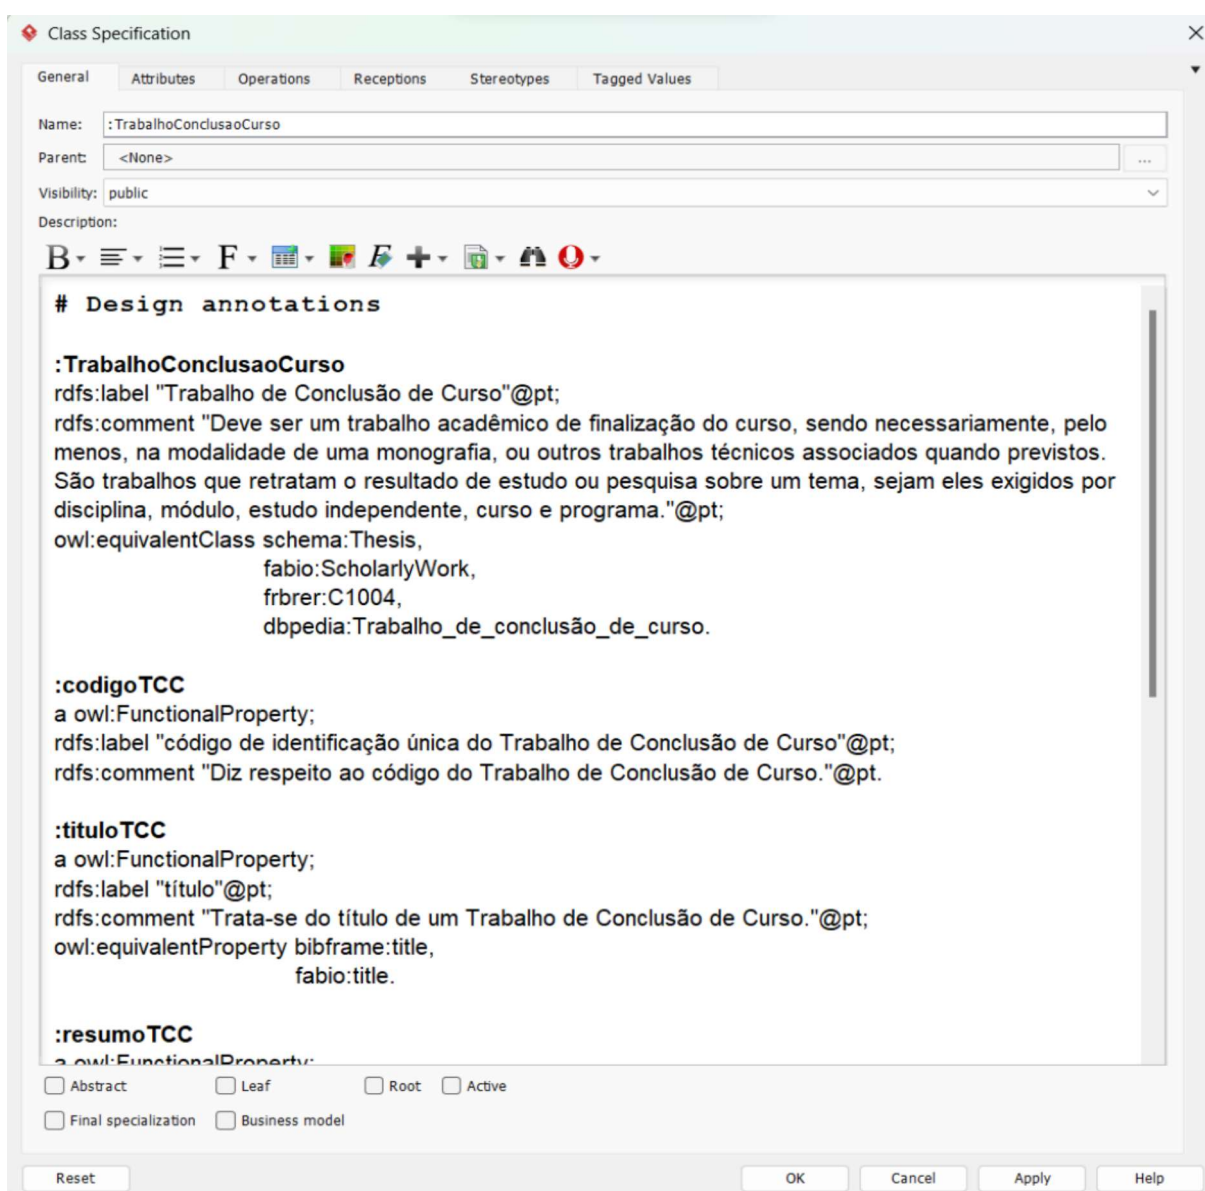 Class Specification
General Attributes Operations Receptions Stereotypes Tagged Values
Name: :TrabalhoConclusaoCurso
Parent: <None> ...
Visibility: public
Description:
# Design annotations
:TrabalhoConclusaoCurso
rdfs:label "Trabalho de Conclusão de Curso"@pt;
rdfs:comment "Deve ser um trabalho acadêmico de finalização do curso, sendo necessariamente, pelo
menos, na modalidade de uma monografia, ou outros trabalhos técnicos associados quando previstos.
São trabalhos que retratam o resultado de estudo ou pesquisa sobre um tema, sejam eles exigidos por
disciplina, módulo, estudo independente, curso e programa."@pt;
owl:equivalentClass schema:Thesis,
fabio:ScholarlyWork,
frbrer:C1004,
dbpedia:Trabalho_de_conclusão_de_curso.
:codigoTCC
a owl:FunctionalProperty;
rdfs:label "código de identificação única do Trabalho de Conclusão de Curso"@pt;
rdfs:comment "Diz respeito ao código do Trabalho de Conclusão de Curso."@pt.
:tituloTCC
a owl:FunctionalProperty;
rdfs:label "título"@pt;
rdfs:comment "Trata-se do título de um Trabalho de Conclusão de Curso."@pt;
owl:equivalentProperty bibframe:title,
fabio:title.
:resumoTCC
a owl:FunctionalProperty;
Abstract Leaf Root Active
Final specialization Business model
Reset OK Cancel Apply Help